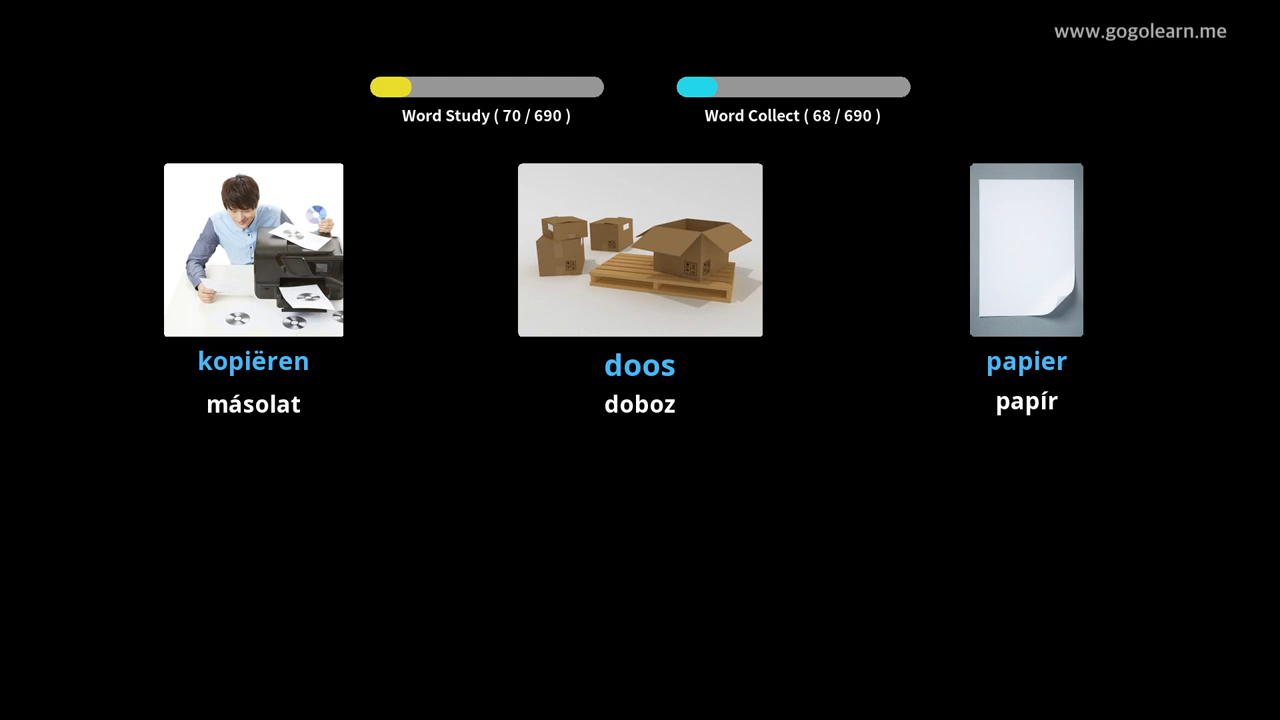 www.gogolearn.me
Word Study ( 70 / 690 )
Word Collect ( 68 / 690 )
kopiëren
másolat
doos
doboz
papier
papír